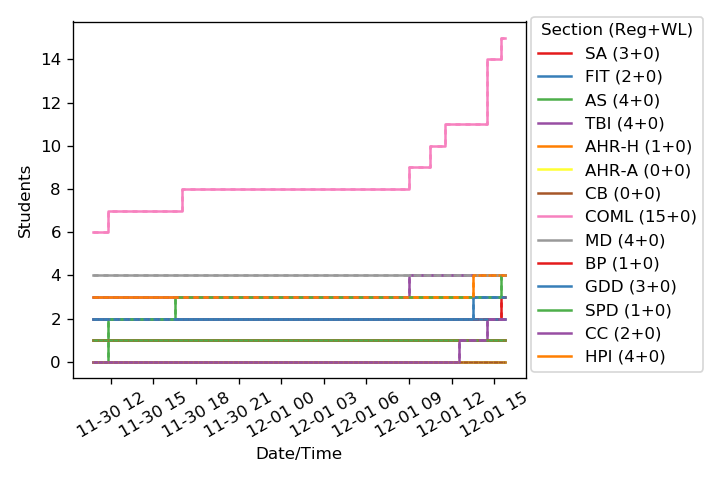 Section (Reg+WL)
SA (3+0)
FIT (2+0)
AS (4+0)
TBI (4+0)
AHR-H (1+0)
AHR-A (0+0)
CB (0+0)
COML (15+0)
MD (4+0)
BP (1+0)
GDD (3+0)
SPD (1+0)
CC (2+0)
HPI (4+0)
Students
14
12
10
8
6
4
2
0
11-30 12
11-30 15
11-30 18
11-30 21
12-01 00
12-01 03
12-01 06
12-01 09
12-01 12
12-01 15
Date/Time